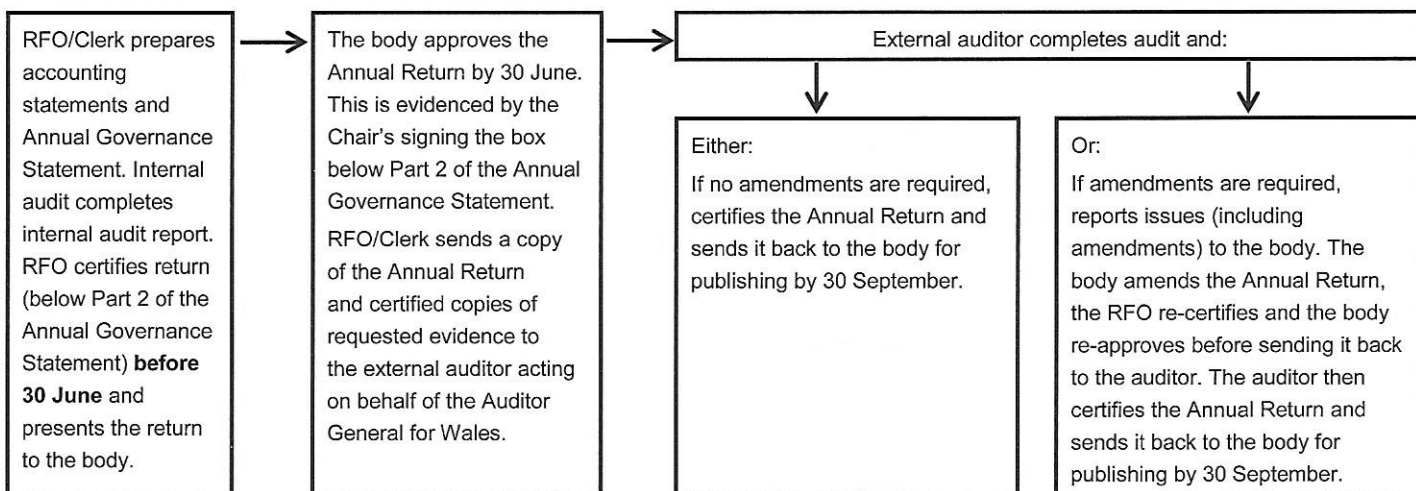 RFO/Clerk prepares
accounting
statements and
Annual Governance
Statement. Internal
audit completes
internal audit report.
RFO certifies return
(below Part 2 of the
Annual Governance
Statement) before
30 June and
presents the return
to the body.
The body approves the
Annual Return by 30 June.
This is evidenced by the
Chair's signing the box
below Part 2 of the Annual
Governance Statement.
RFO/Clerk sends a copy
of the Annual Return
and certified copies of
requested evidence to
the external auditor acting
on behalf of the Auditor
General for Wales.
External auditor completes audit and:
Either:
If no amendments are required,
certifies the Annual Return and
sends it back to the body for
publishing by 30 September.
Or:
If amendments are required,
reports issues (including
amendments) to the body. The
body amends the Annual Return,
the RFO re-certifies and the body
re-approves before sending it back
to the auditor. The auditor then
certifies the Annual Return and
sends it back to the body for
publishing by 30 September.